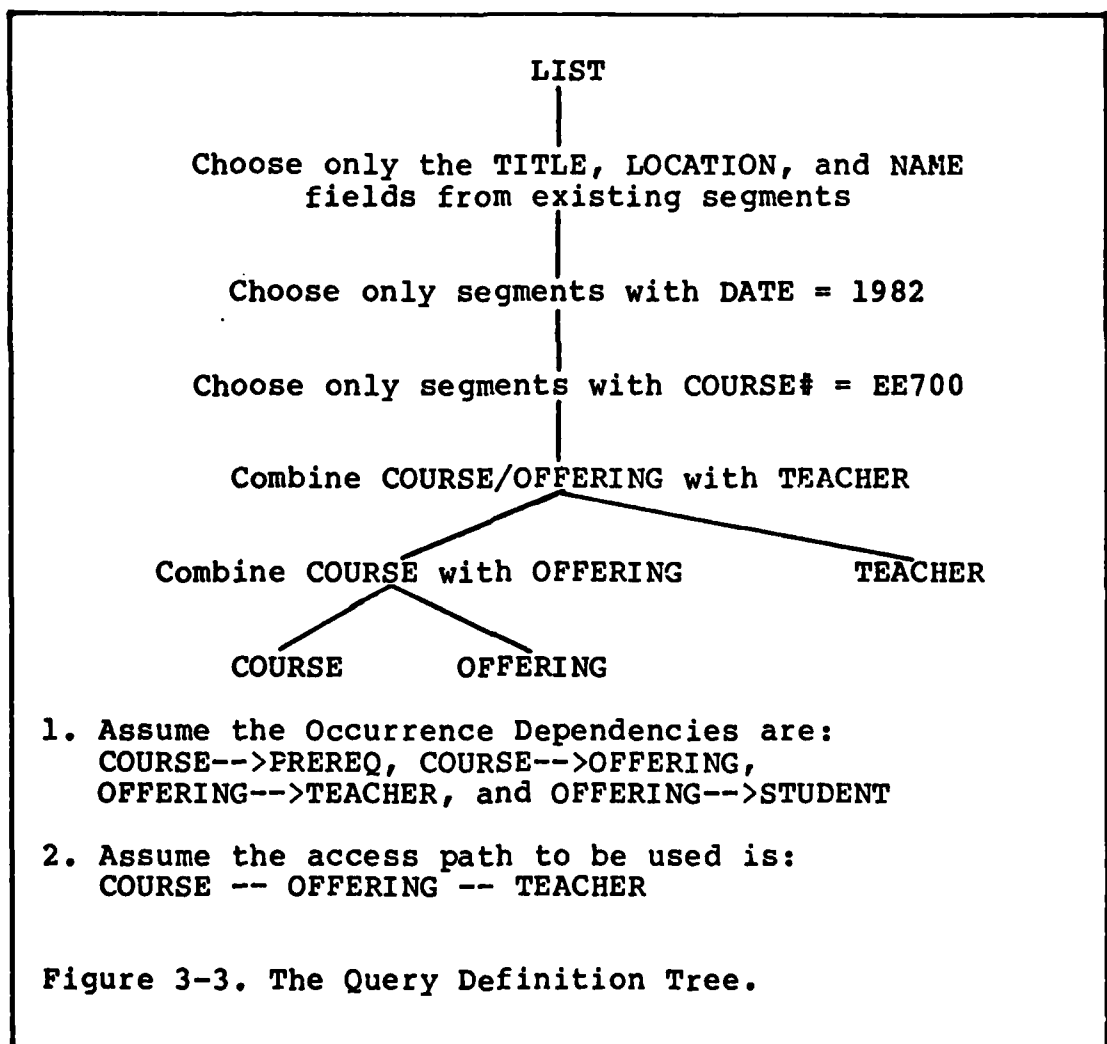 LIST
Choose only the TITLE, LOCATION, and NAME
fields from existing segments
Choose only segments with DATE = 1982
Choose only segments with COURSE# = EE700
Combine COURSE/OFFERING with TEACHER
Combine COURSE with OFFERING TEACHER
COURSE OFFERING
1. Assume the Occurrence Dependencies are:
COURSE-->PREREQ, COURSE-->OFFERING,
OFFERING-->TEACHER, and OFFERING-->STUDENT
2. Assume the access path to be used is:
COURSE -- OFFERING -- TEACHER
Figure 3-3. The Query Definition Tree.